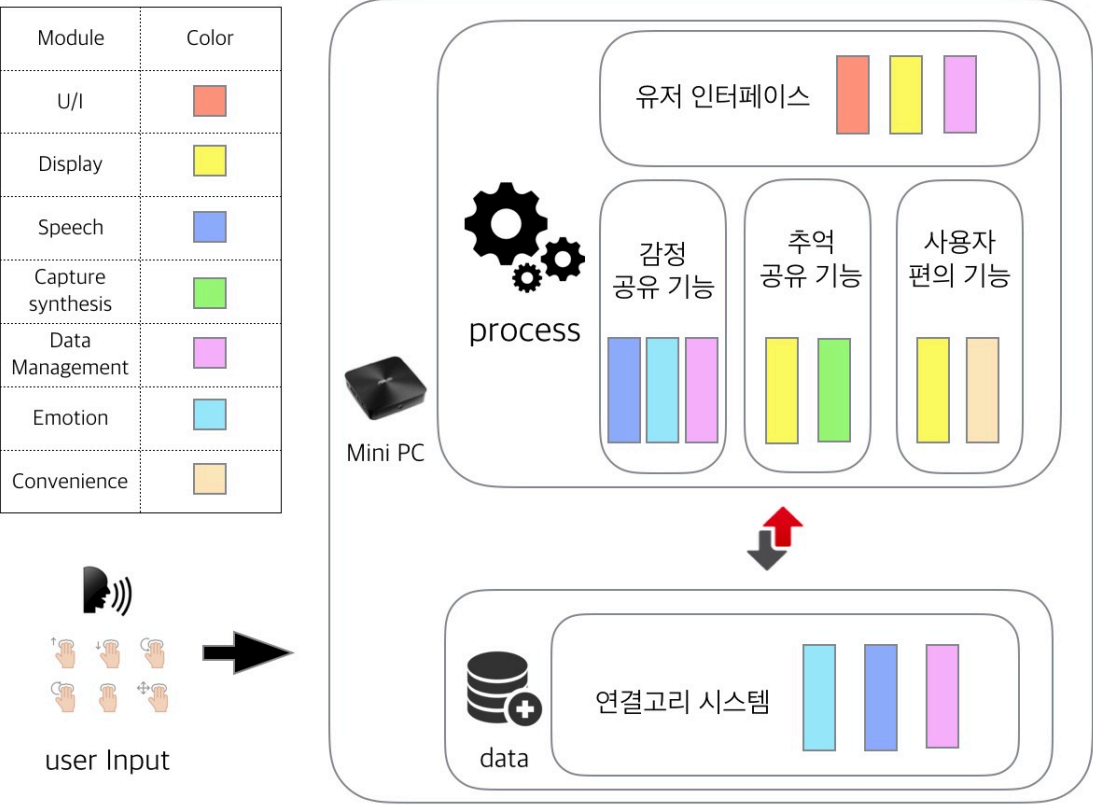 Module Color
U/I
Display
Speech
Capture
synthesis
Data
Management
Emotion
Convenience
user Input
Mini PC
process
유저 인터페이스
감정
공유 기능
추억
공유 기능
사용자
편의 기능
data
연결고리 시스템